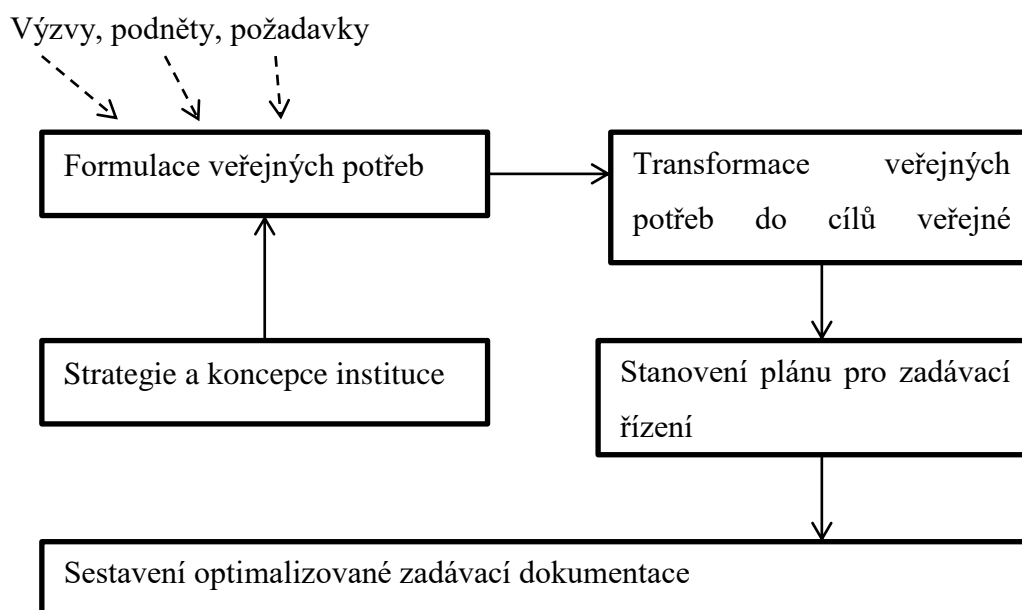 Výzvy, podněty, požadavky
Formulace veřejných potřeb
Transformace veřejných
potřeb do cílů veřejné
Strategie a koncepce instituce
Stanovení plánu pro zadávací
řízení
Sestavení optimalizované zadávací dokumentace